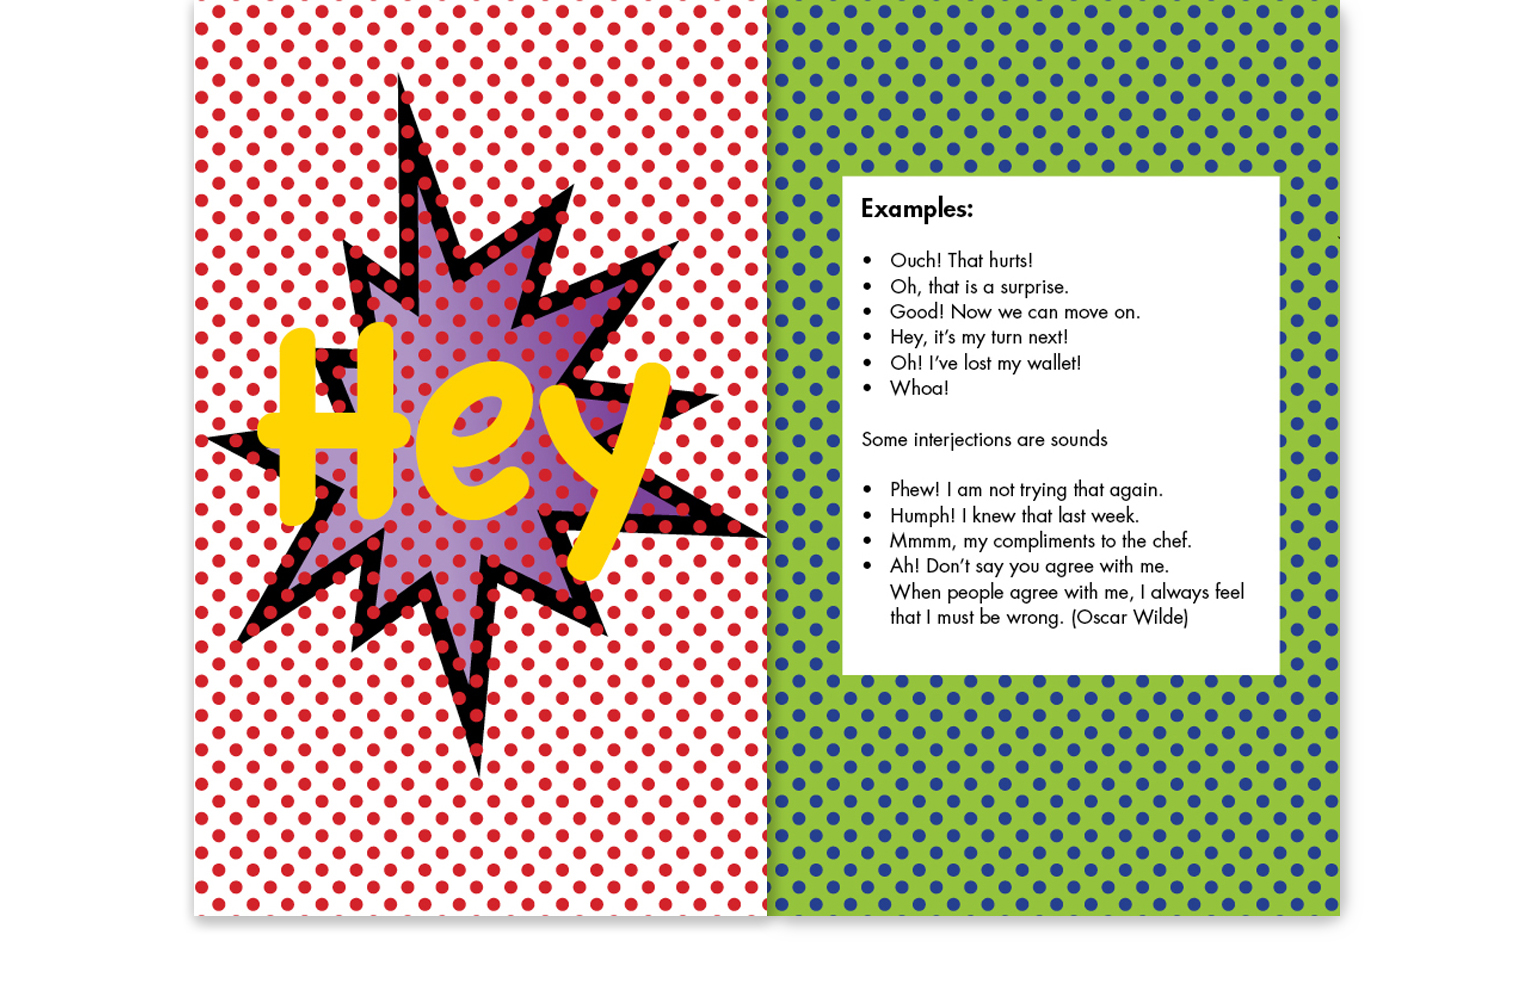 Hey
Examples:
• Ouch! That hurts!
• Oh, that is a surprise.
• Good! Now we can move on.
• Hey, it’s my turn next!
• Oh! I’ve lost my wallet!
• Whoa!
Some interjections are sounds
• Phew! I am not trying that again.
• Humph! I knew that last week.
• Mmmm, my compliments to the chef.
• Ah! Don’t say you agree with me.
When people agree with me, I always feel
that I must be wrong. (Oscar Wilde)